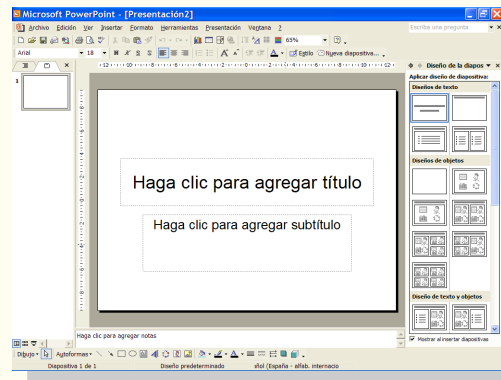 Microsoft PowerPoint - [Presentación2]
Archivo Edición Ver Insertar Formato Herramientas Presentación Ventana ? Escriba una pregunta
65%
Arial 18 N K S S Estilo Nueva diapositiva...
Diseño de la diapos
Aplicar diseño de diapositiva:
Diseños de texto
1
Haga clic para agregar título
Haga clic para agregar subtítulo
Diseños de objetos
Diseños de texto y objetos
Haga clic para agregar notas
Mostrar al insertar diapositivas
Dibujo Autoformas
Diapositiva 1 de 1 Diseño predeterminado ñol (España - alfab. internacio